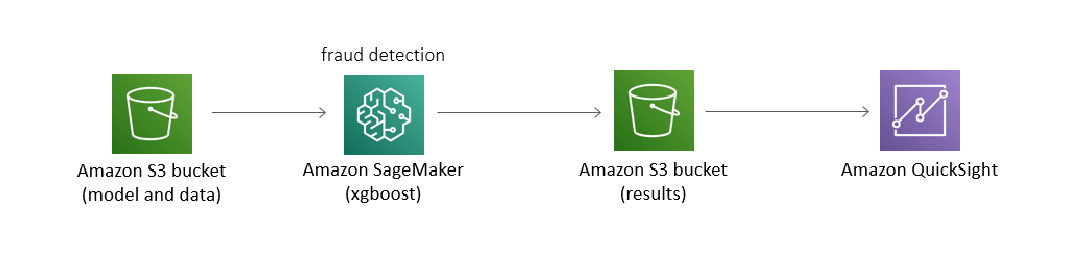 fraud detection
Amazon S3 bucket
(model and data)
Amazon SageMaker
(xgboost)
Amazon S3 bucket
(results)
Amazon QuickSight